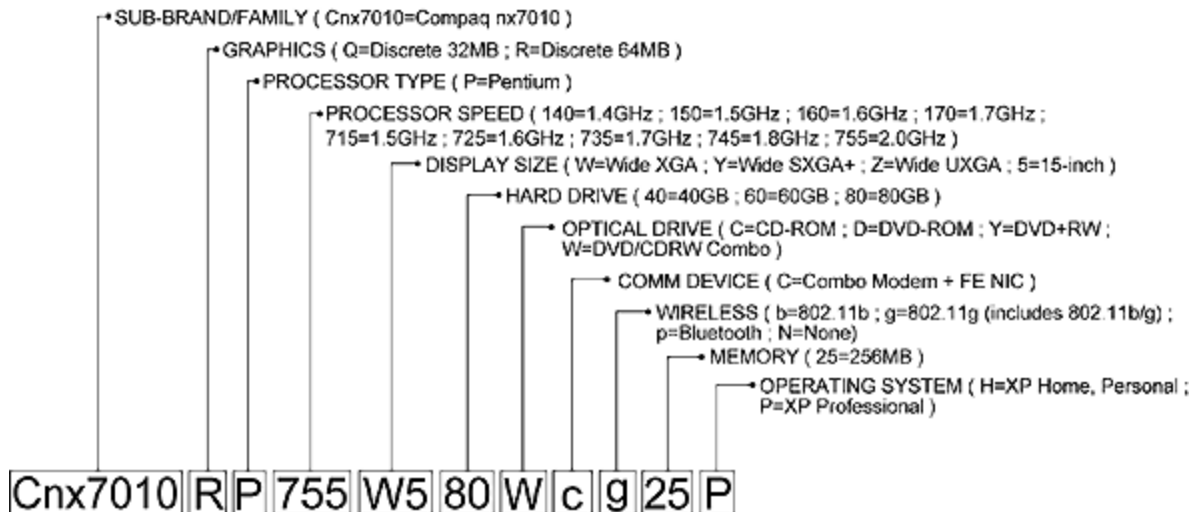 SUB-BRAND/FAMILY ( Cnx7010=Compaq nx7010 )
GRAPHICS ( Q=Discrete 32MB ; R=Discrete 64MB )
PROCESSOR TYPE ( P=Pentium )
PROCESSOR SPEED ( 140=1.4GHz ; 150=1.5GHz ; 160=1.6GHz ; 170=1.7GHz ;
715=1.5GHz ; 725=1.6GHz ; 735=1.7GHz ; 745=1.8GHz ; 755=2.0GHz )
DISPLAY SIZE ( W=Wide XGA ; Y=Wide SXGA+ ; Z=Wide UXGA ; 5=15-inch )
HARD DRIVE ( 40=40GB ; 60=60GB ; 80=80GB )
OPTICAL DRIVE ( C=CD-ROM ; D=DVD-ROM ; Y=DVD+RW ;
W=DVD/CDRW Combo )
COMM DEVICE ( C=Combo Modem + FE NIC )
WIRELESS ( b=802.11b ; g=802.11g (includes 802.11b/g) ;
p=Bluetooth ; N=None)
MEMORY ( 25=256MB )
OPERATING SYSTEM ( H=XP Home, Personal ;
P=XP Professional )
Cnx7010 R P 755 W5 80 W c g 25 P